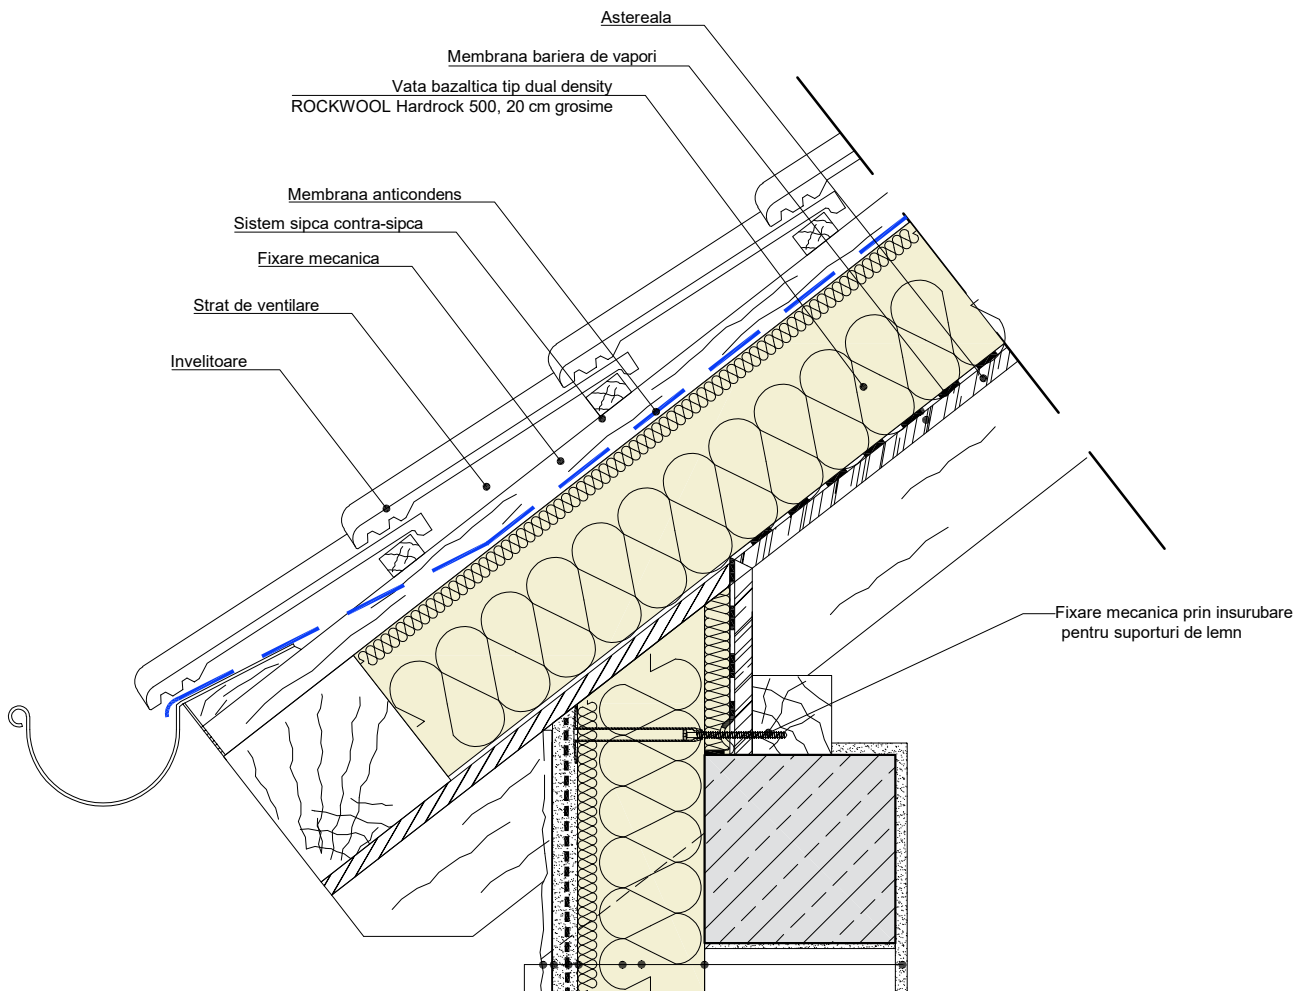 Astereala
Membrana bariera de vapori
Vata bazaltica tip dual density
ROCKWOOL Hardrock 500, 20 cm grosime
Membrana anticondens
Sistem sipca contra-sipca
Fixare mecanica
Strat de ventilare
Invelitoare
Fixare mecanica prin insurubare
pentru suporturi de lemn